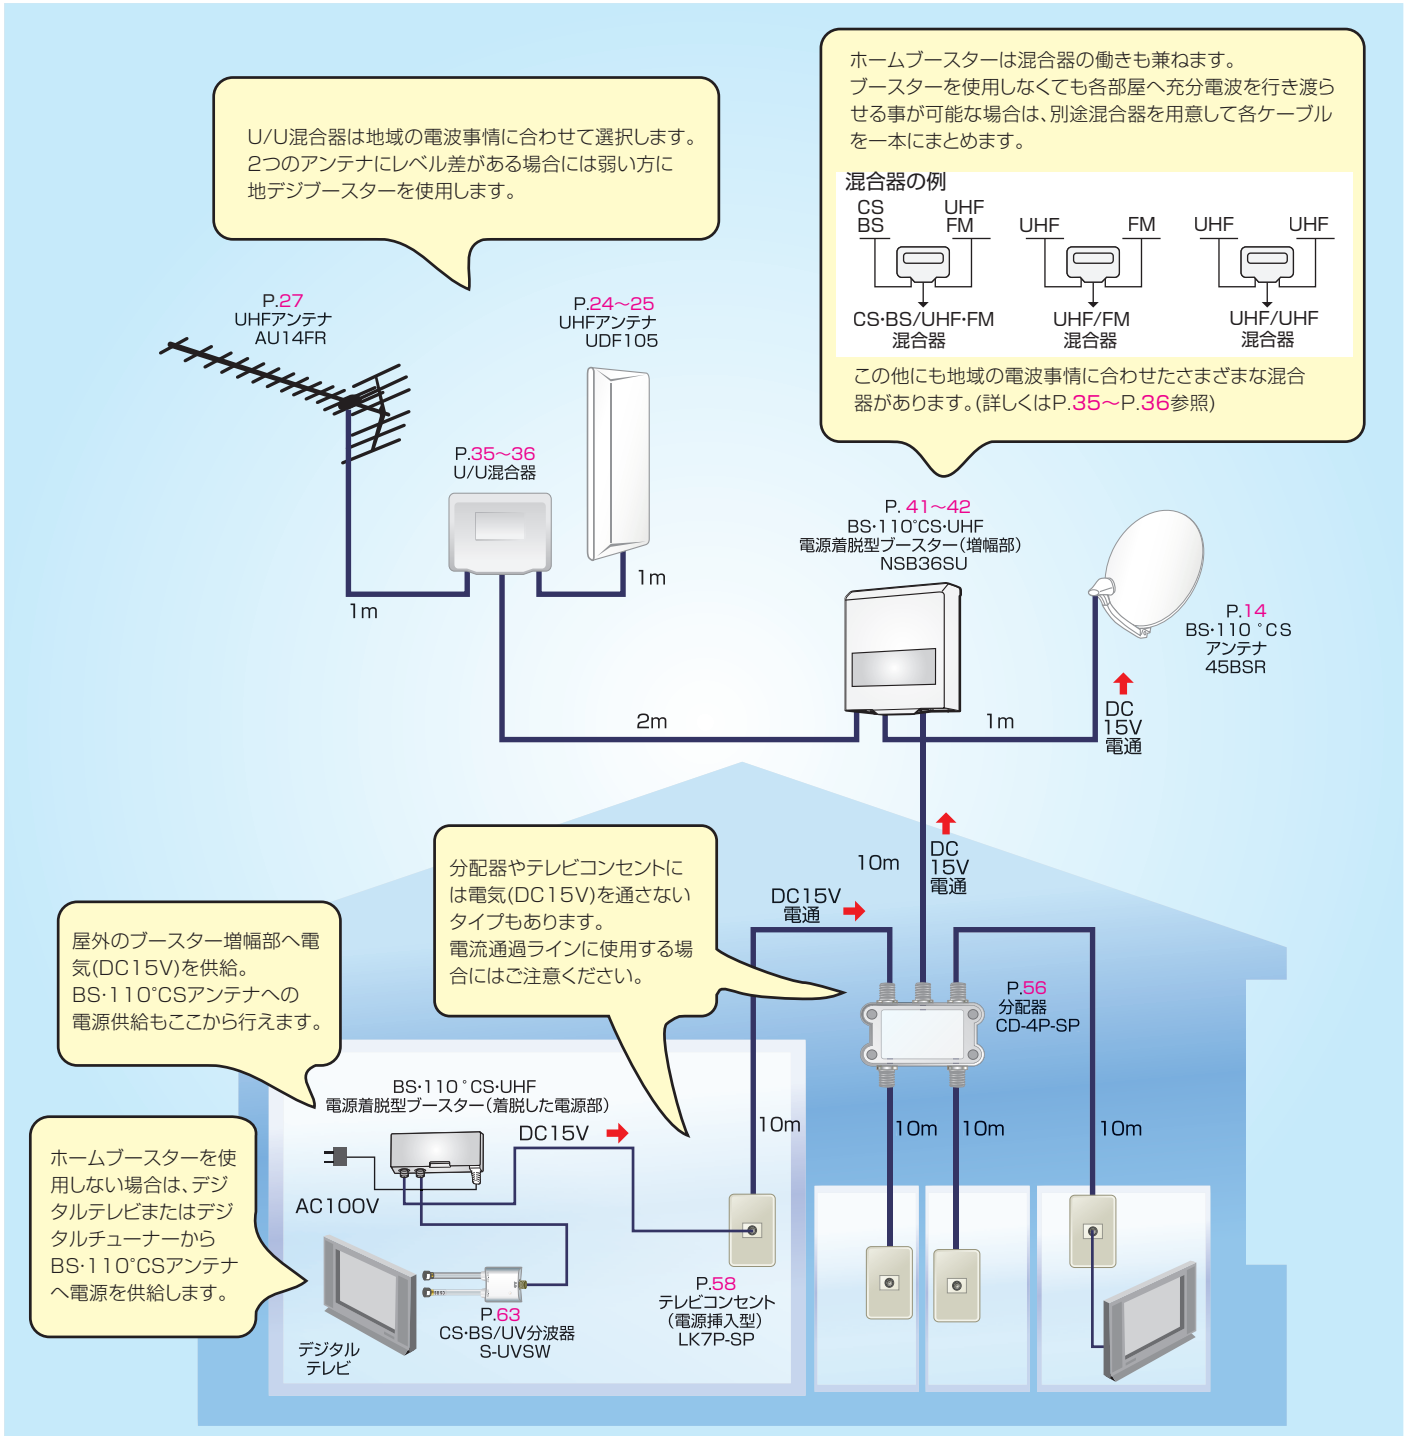 U/U混合器は地域の電波事情に合わせて選択します。
2つのアンテナにレベル差がある場合には弱い方に
地デジブースターを使用します。
ホームブースターは混合器の働きも兼ねます。
ブースターを使用しなくても各部屋へ充分電波を行き渡ら
せる事が可能な場合は、別途混合器を用意して各ケーブル
を一本にまとめます。
混合器の例
CS
BS
UHF
FM
CS・BS/UHF・FM
混合器
UHF
FM
UHF/FM
混合器
UHF
UHF
UHF/UHF
混合器
この他にも地域の電波事情に合わせたさまざまな混合
器があります。(詳しくはP.35～P.36参照)
P.27
UHFアンテナ
AU14FR
P.24～25
UHFアンテナ
UDF105
P.35～36
U/U混合器
1m
1m
P. 41～42
BS・110°CS・UHF
電源着脱型ブースター(増幅部)
NSB36SU
P.14
BS・110°CS
アンテナ
45BSR
2m
1m
DC
15V
電通
10m
DC
15V
電通
分配器やテレビコンセントに
は電気(DC15V)を通さない
タイプもあります。
電流通過ラインに使用する場
合にはご注意ください。
DC15V
電通
屋外のブースター増幅部へ電
気(DC15V)を供給。
BS・110°CSアンテナへの
電源供給もここから行えます。
P.56
分配器
CD-4P-SP
BS・110°CS・UHF
電源着脱型ブースター(着脱した電源部)
DC15V
AC100V
10m
10m
10m
10m
ホームブースターを使
用しない場合は、デジ
タルテレビまたはデジ
タルチューナーから
BS・110°CSアンテナ
へ電源を供給します。
P.58
テレビコンセント
(電源挿入型)
LK7P-SP
P.63
CS・BS/UV分波器
S-UVSW
デジタル
テレビ